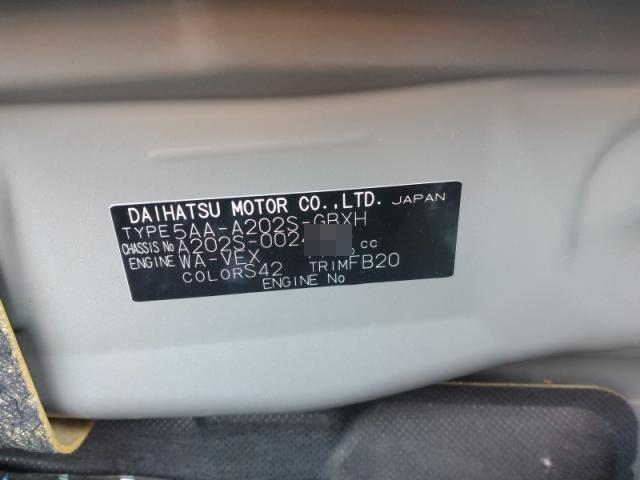 DAIHATSU MOTOR CO.,LTD. JAPAN
TYPE 5AA-A202S-GBXH
CHASSIS No A202S-002
ENGINE WA-VEX cc
COLOR S42 TRIM FB20
ENGINE No